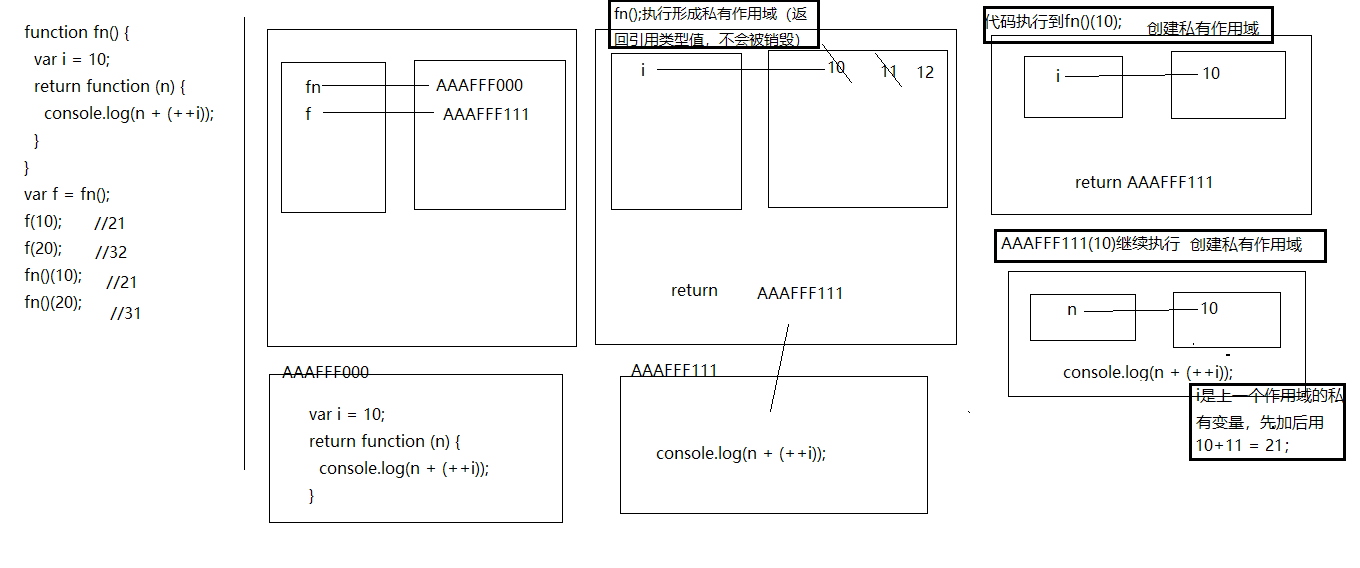 function fn() {
var i = 10;
return function (n) {
console.log(n + (++i));
}
}
var f = fn();
f(10); //21
f(20); //32
fn()(10); //21
fn()(20); //31
fn AAAFFF000
f AAAFFF111
AAAFFF000
var i = 10;
return function (n) {
console.log(n + (++i));
}
fn();执行形成私有作用域（返
回引用类型值，不会被销毁）
i 10 11 12
return AAAFFF111
AAAFFF111
console.log(n + (++i));
代码执行到fn()(10); 创建私有作用域
i 10
return AAAFFF111
AAAFFF111(10)继续执行 创建私有作用域
n 10
console.log(n + (++i));
i是上一个作用域的私
有变量，先加后用
10+11 = 21；